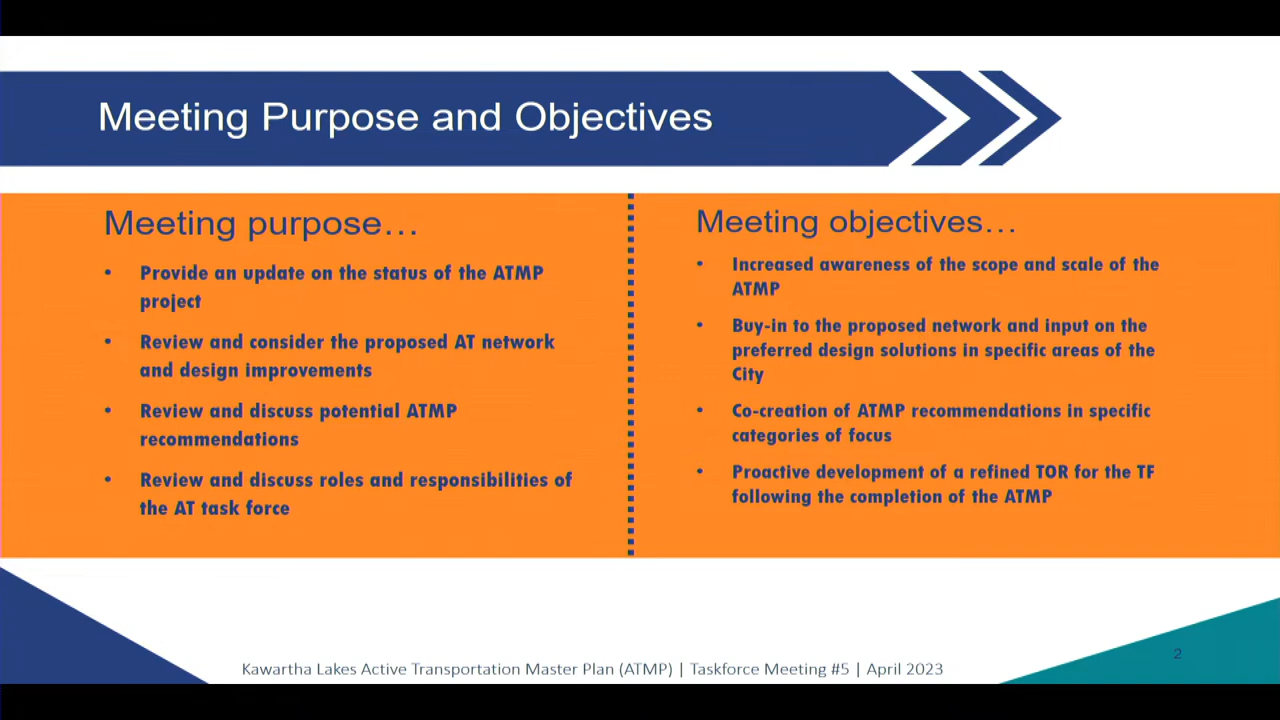 Meeting Purpose and Objectives
Meeting purpose…
• Provide an update on the status of the ATMP
project
• Review and consider the proposed AT network
and design improvements
• Review and discuss potential ATMP
recommendations
• Review and discuss roles and responsibilities of
the AT task force
Meeting objectives…
• Increased awareness of the scope and scale of the
ATMP
• Buy-in to the proposed network and input on the
preferred design solutions in specific areas of the
City
• Co-creation of ATMP recommendations in specific
categories of focus
• Proactive development of a refined TOR for the TF
following the completion of the ATMP
Kawartha Lakes Active Transportation Master Plan (ATMP) | Taskforce Meeting #5 | April 2023
2